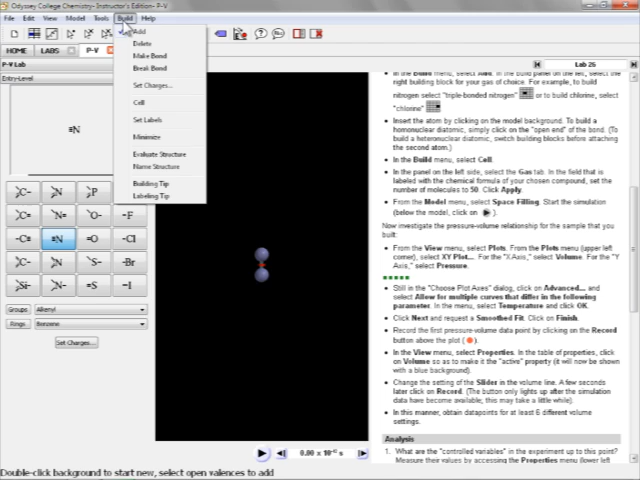 Odyssey College Chemistry- Instructor's Edition- P-V
File Edit View Model Tools Build Help
HOME LABS P-V
P-V Lab
Entry-Level
≡N
C- N P
C= N= O- -F
-C≡ ≡N =O -Cl
C- N S- -Br
Si- N- =S -I
Groups Alkenyl
Rings Benzene
Set Charges...
Add
Delete
Make Bond
Break Bond
Set Charges...
Cell
Set Labels
Minimize
Evaluate Structure
Name Structure
Building Tip
Labeling Tip
Lab 26
In the Build menu, select Add. In the build panel on the left, select the
right building block for your gas of choice. For example, to build
nitrogen select "triple-bonded nitrogen" or to build chlorine, select
"chlorine"
• Insert the atom by clicking on the model background. To build a
homonuclear diatomic, simply click on the "open end" of the bond. (To
build a heteronuclear diatomic, switch building blocks before attaching
the second atom.)
• In the Build menu, select Cell.
• In the panel on the left side, select the Gas tab. In the field that is
labeled with the chemical formula of your chosen compound, set the
number of molecules to 50. Click Apply.
• From the Model menu, select Space Filling. Start the simulation
(below the model, click on ).
Now investigate the pressure-volume relationship for the sample that you
built:
• From the View menu, select Plots. From the Plots menu (upper left
corner), select XY Plot.... For the "X Axis," select Volume. For the "Y
Axis," select Pressure.
• Still in the "Choose Plot Axes" dialog, click on Advanced... and
select Allow for multiple curves that differ in the following
parameter. In the menu, select Temperature and click OK.
• Click Next and request a Smoothed Fit. Click on Finish.
• Record the first pressure-volume data point by clicking on the Record
button above the plot ( ).
• In the View menu, select Properties. In the table of properties, click
on Volume so as to make it the "active" property (it will now be shown
with a blue background).
• Change the setting of the Slider in the volume line. A few seconds
later click on Record. (The button only lights up after the simulation
data have become available; this may take a little while).
• In this manner, obtain datapoints for at least 6 different volume
settings.
Analysis
1. What are the "controlled variables" in the experiment up to this point?
Measure their values by accessing the Properties menu (lower left
s
Double-click background to start new, select open valences to add